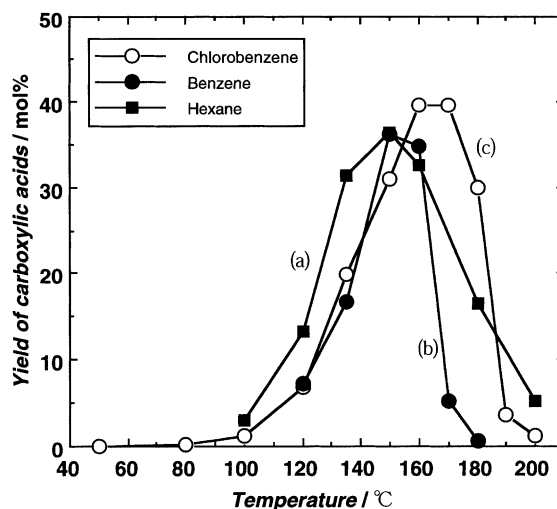 50
40
30
20
10
0
Yield of carboxylic acids / mol%
Chlorobenzene
Benzene
Hexane
(a)
(b)
(c)
40 60 80 100 120 140 160 180 200
Temperature / ℃